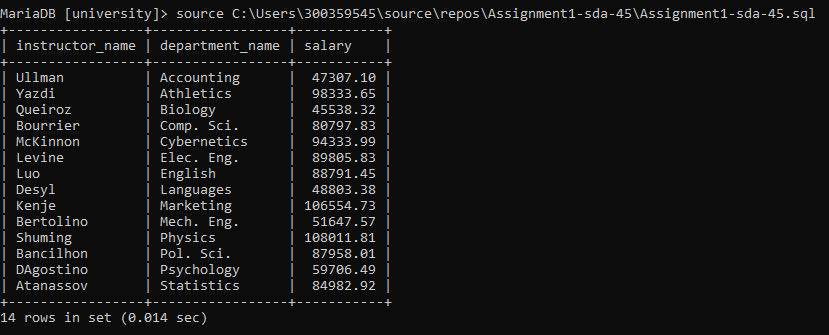 MariaDB [university]> source C:\Users\300359545\source\repos\Assignment1-sda-45\Assignment1-sda-45.sql
+-----------------+-----------------+-----------+
| instructor_name | department_name | salary    |
+-----------------+-----------------+-----------+
| Ullman          | Accounting      |  47307.10 |
| Yazdi           | Athletics       |  98333.65 |
| Queiroz         | Biology         |  45538.32 |
| Bourrier        | Comp. Sci.      |  80797.83 |
| McKinnon        | Cybernetics     |  94333.99 |
| Levine          | Elec. Eng.      |  89805.83 |
| Luo             | English         |  88791.45 |
| Desyl           | Languages       |  48803.38 |
| Kenje           | Marketing       | 106554.73 |
| Bertolino       | Mech. Eng.      |  51647.57 |
| Shuming         | Physics         | 108011.81 |
| Bancilhon       | Pol. Sci.       |  87958.01 |
| DAgostino       | Psychology      |  59706.49 |
| Atanassov       | Statistics      |  84982.92 |
+-----------------+-----------------+-----------+
14 rows in set (0.014 sec)